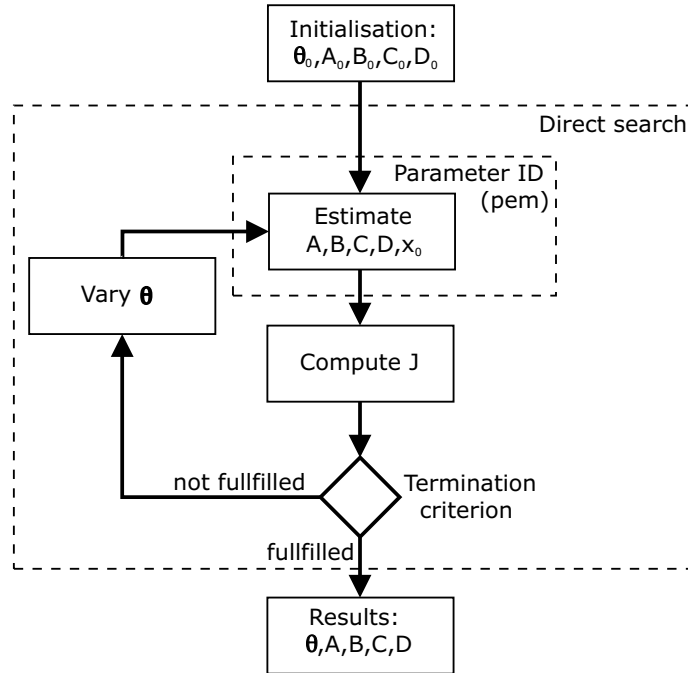 Initialisation:
θ₀,A₀,B₀,C₀,D₀
Direct search
Parameter ID
(pem)
Estimate
A,B,C,D,x₀
Vary θ
Compute J
not fullfilled
Termination
criterion
fullfilled
Results:
θ,A,B,C,D